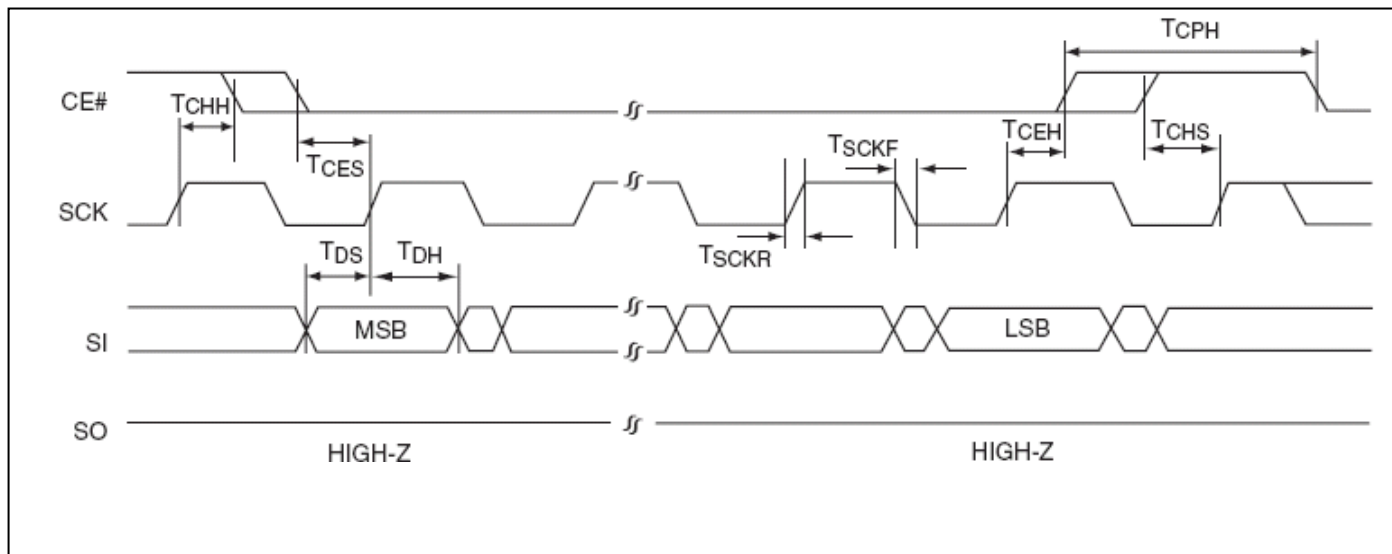 TCPH
CE#
TCHH
TCES
TSCKF
TCEH
TCHS
SCK
TDS
TDH
TSCKR
SI
MSB
LSB
SO
HIGH-Z
HIGH-Z